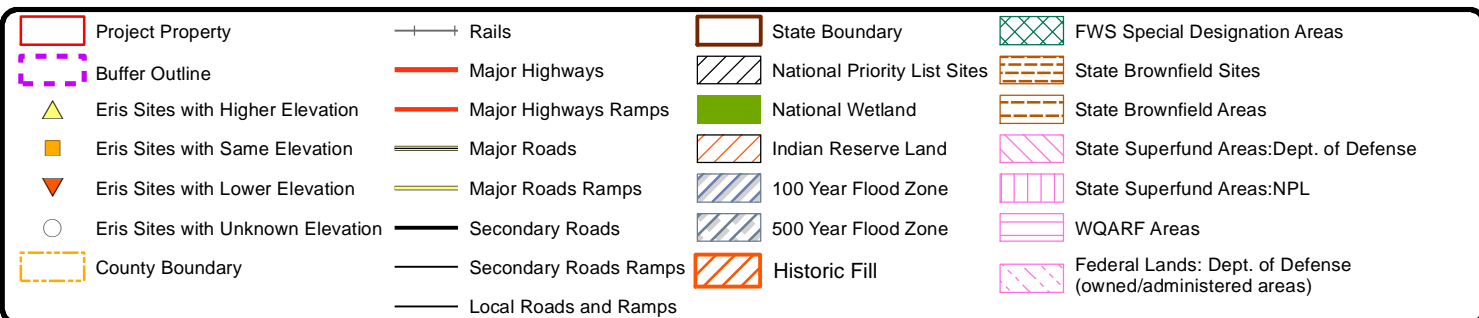 Project Property
Buffer Outline
Eris Sites with Higher Elevation
Eris Sites with Same Elevation
Eris Sites with Lower Elevation
Eris Sites with Unknown Elevation
County Boundary
Rails
Major Highways
Major Highways Ramps
Major Roads
Major Roads Ramps
Secondary Roads
Secondary Roads Ramps
Local Roads and Ramps
State Boundary
National Priority List Sites
National Wetland
Indian Reserve Land
100 Year Flood Zone
500 Year Flood Zone
Historic Fill
FWS Special Designation Areas
State Brownfield Sites
State Brownfield Areas
State Superfund Areas:Dept. of Defense
State Superfund Areas:NPL
WQARF Areas
Federal Lands: Dept. of Defense
(owned/administered areas)